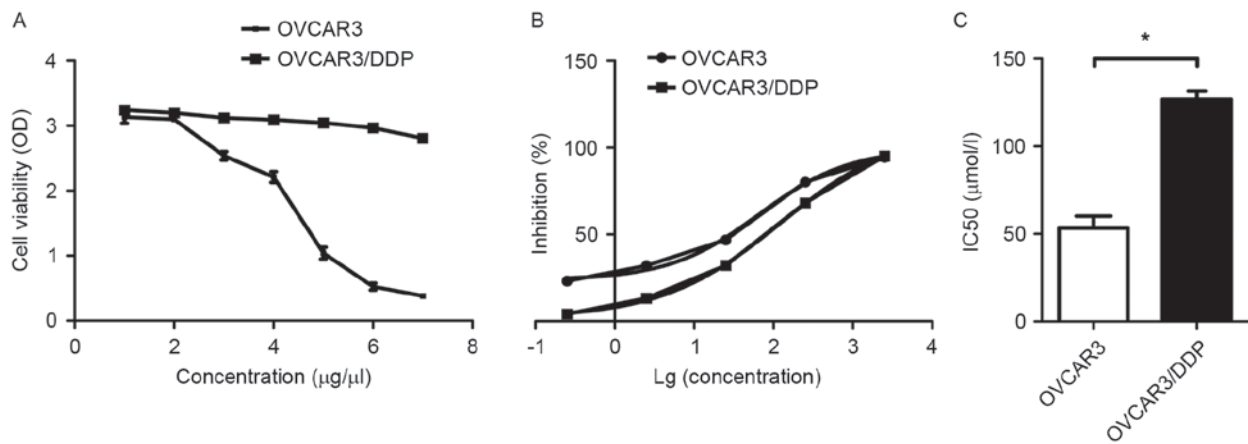 A
OVCAR3
OVCAR3/DDP
4
3
2
1
0
Cell viability (OD)
0 2 4 6 8
Concentration (μg/μl)
B
OVCAR3
OVCAR3/DDP
150
100
50
Inhibition (%)
-1 0 1 2 3 4
Lg (concentration)
C
*
150
100
50
0
IC50 (μmol/l)
OVCAR3
OVCAR3/DDP